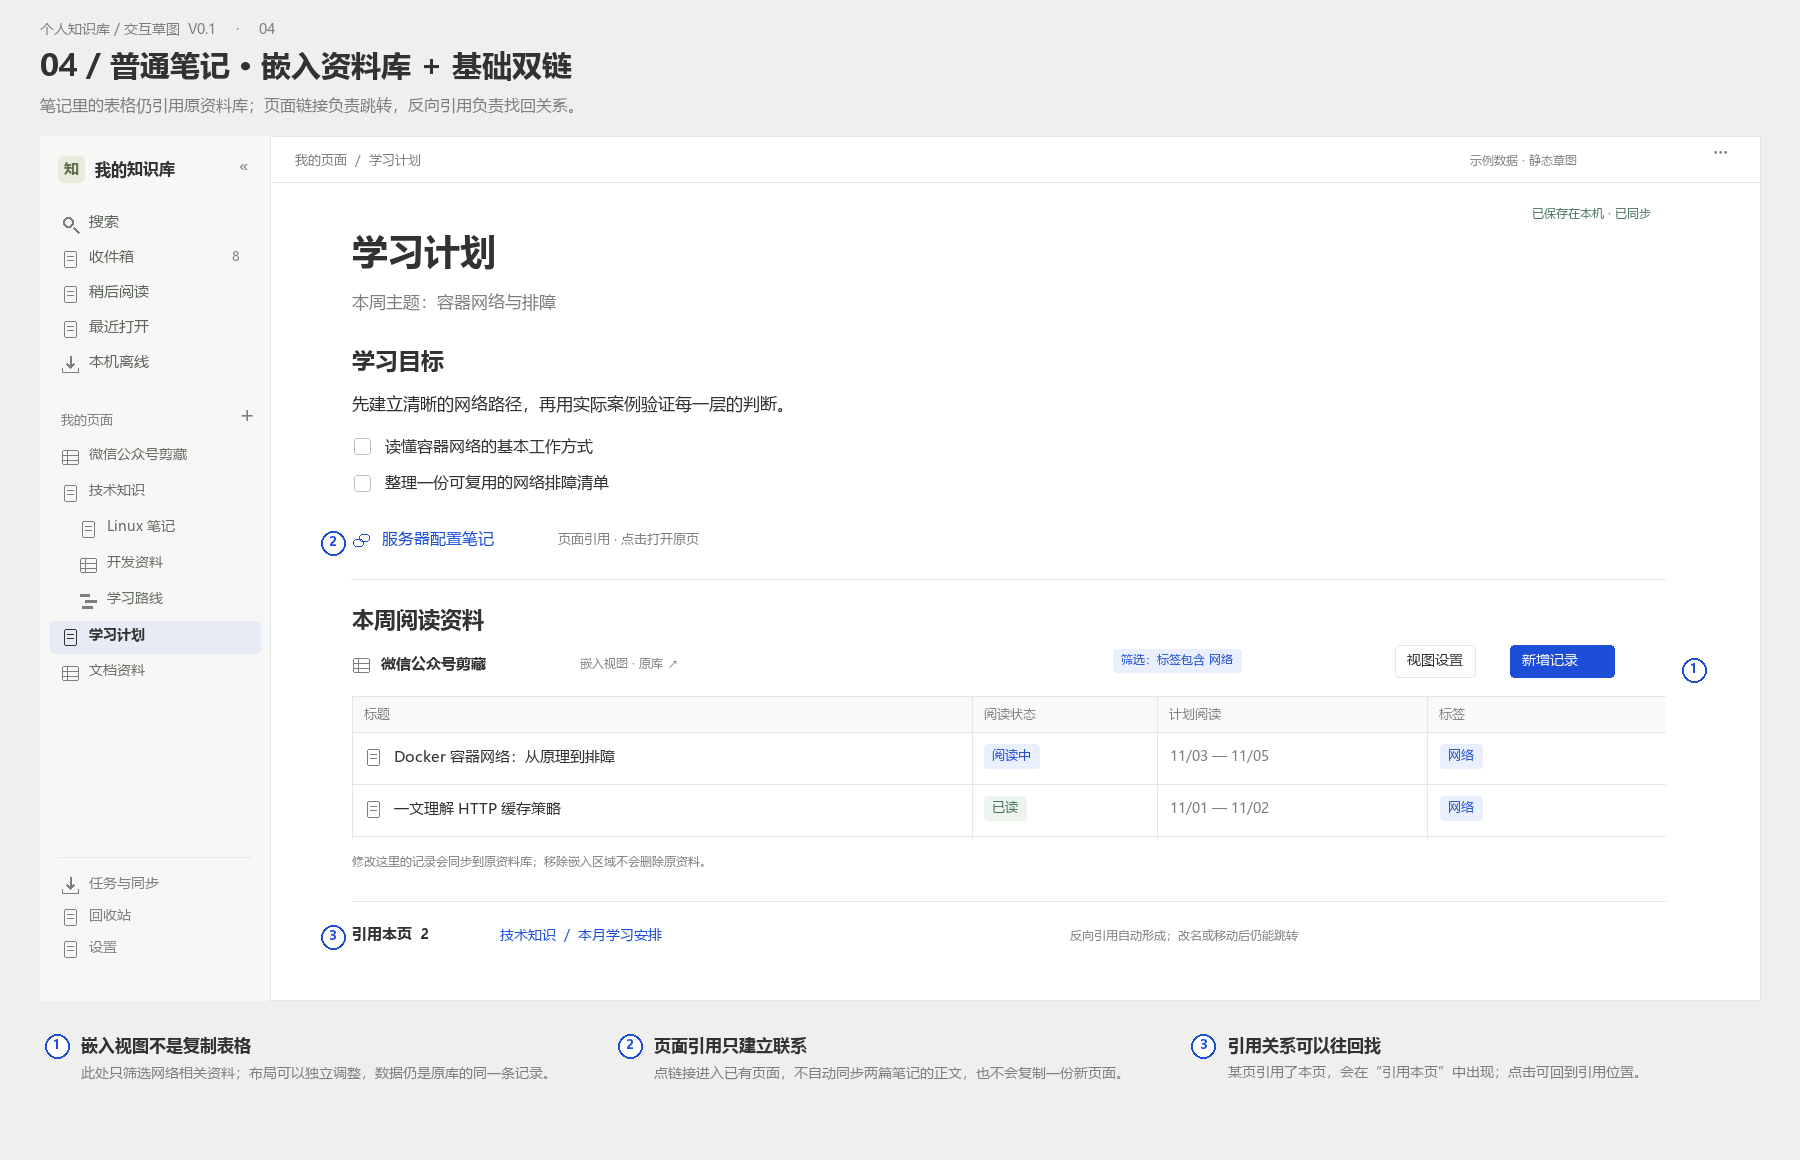 个人知识库 / 交互草图 V0.1 · 04
04 / 普通笔记 • 嵌入资料库 + 基础双链
笔记里的表格仍引用原资料库；页面链接负责跳转，反向引用负责找回关系。
知 我的知识库 «
搜索
收件箱 8
稍后阅读
最近打开
本机离线
我的页面 +
微信公众号剪藏
技术知识
Linux 笔记
开发资料
学习路线
学习计划
文档资料
任务与同步
回收站
设置
我的页面 / 学习计划 示例数据 · 静态草图 ···
已保存在本机 · 已同步
学习计划
本周主题：容器网络与排障
学习目标
先建立清晰的网络路径，再用实际案例验证每一层的判断。
读懂容器网络的基本工作方式
整理一份可复用的网络排障清单
2 服务器配置笔记 页面引用 · 点击打开原页
本周阅读资料
微信公众号剪藏 嵌入视图 · 原库 ↗ 筛选：标签包含 网络 视图设置 新增记录 1
标题 阅读状态 计划阅读 标签
Docker 容器网络：从原理到排障 阅读中 11/03 — 11/05 网络
一文理解 HTTP 缓存策略 已读 11/01 — 11/02 网络
修改这里的记录会同步到原资料库；移除嵌入区域不会删除原资料。
3 引用本页 2 技术知识 / 本月学习安排 反向引用自动形成；改名或移动后仍能跳转
1 嵌入视图不是复制表格
此处只筛选网络相关资料；布局可以独立调整，数据仍是原库的同一条记录。
2 页面引用只建立联系
点链接进入已有页面，不自动同步两篇笔记的正文，也不会复制一份新页面。
3 引用关系可以往回找
某页引用了本页，会在“引用本页”中出现；点击可回到引用位置。